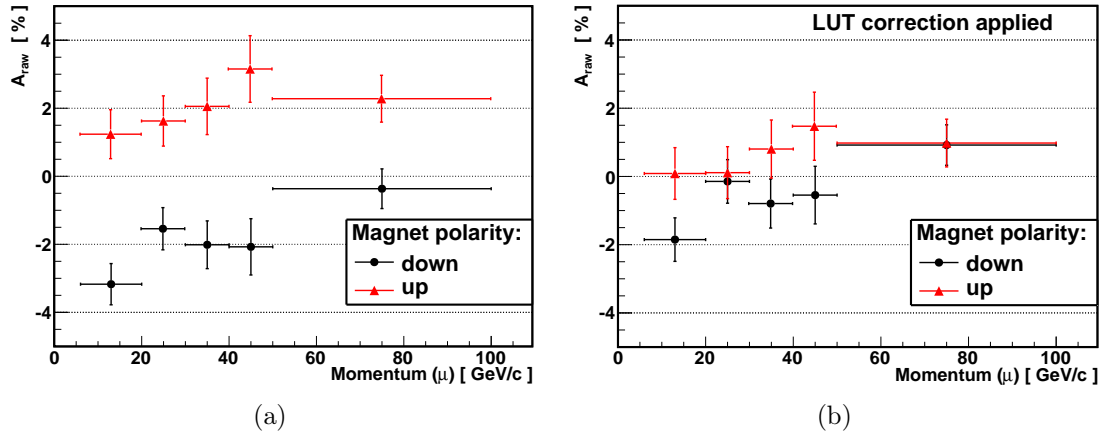 A_raw [ % ]
4
2
0
-2
-4
Magnet polarity:
down
up
0 20 40 60 80 100
Momentum (μ) [ GeV/c ]
(a)
A_raw [ % ]
LUT correction applied
4
2
0
-2
-4
Magnet polarity:
down
up
0 20 40 60 80 100
Momentum (μ) [ GeV/c ]
(b)